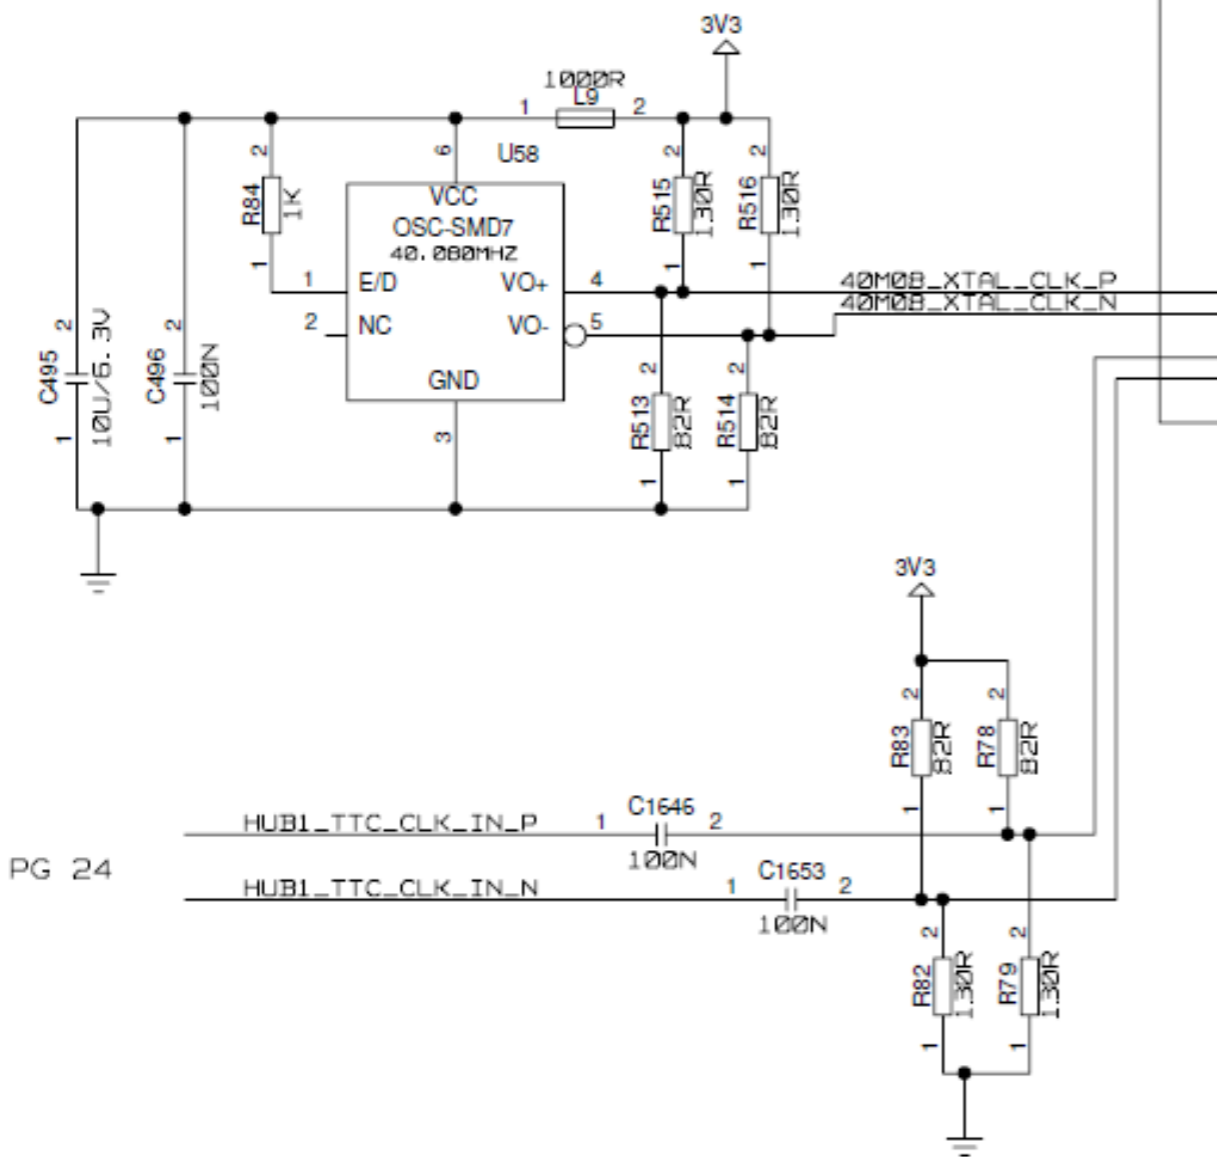 3V3
1000R
L9
1
2
U58
2
R84
1K
1
6
VCC
OSC-SMD7
40.080MHZ
2
R515
130R
1
2
R516
130R
1
1
E/D
VO+
4
40M08_XTAL_CLK_P
40M08_XTAL_CLK_N
2
NC
VO-
5
GND
3
2
C495
10U/6.3V
1
2
C496
100N
1
2
R513
82R
1
2
R514
82R
1
3V3
2
R83
82R
1
2
R78
82R
1
HUB1_TTC_CLK_IN_P
1
C1646
2
100N
PG 24
HUB1_TTC_CLK_IN_N
1
C1653
2
100N
2
R82
130R
1
2
R79
130R
1